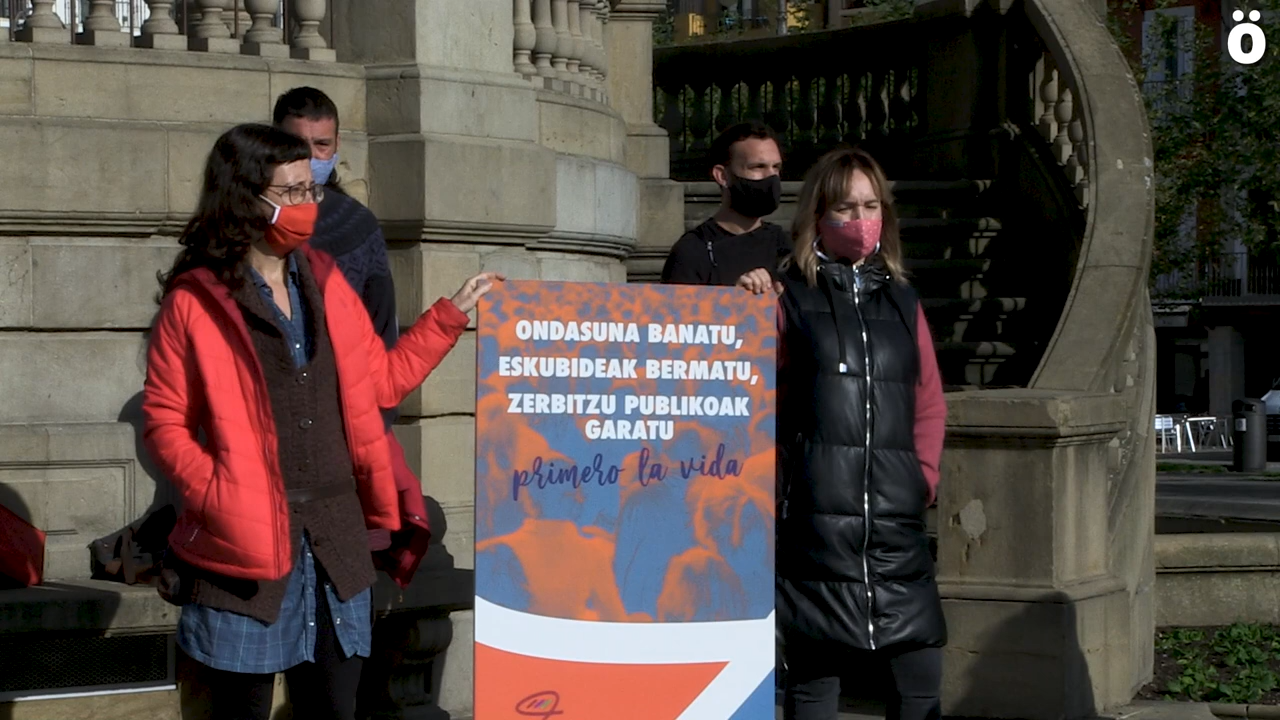 ö
ONDASUNA BANATU,
ESKUBIDEAK BERMATU,
ZERBITZU PUBLIKOAK
GARATU
primero la vida